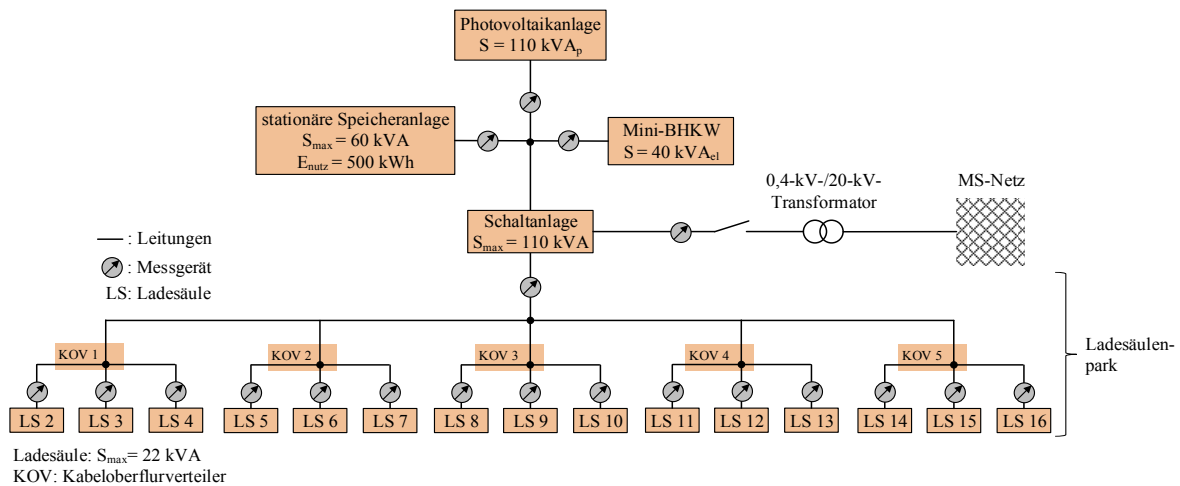 Photovoltaikanlage
S = 110 kVAp
stationäre Speicheranlage
Smax = 60 kVA
Enutz = 500 kWh
Mini-BHKW
S = 40 kVAel
0,4-kV-/20-kV-
Transformator
MS-Netz
Schaltanlage
Smax = 110 kVA
: Leitungen
: Messgerät
LS: Ladesäule
KOV 1
KOV 2
KOV 3
KOV 4
KOV 5
Ladesäulen-
park
LS 2
LS 3
LS 4
LS 5
LS 6
LS 7
LS 8
LS 9
LS 10
LS 11
LS 12
LS 13
LS 14
LS 15
LS 16
Ladesäule: Smax= 22 kVA
KOV: Kabeloberflurverteiler